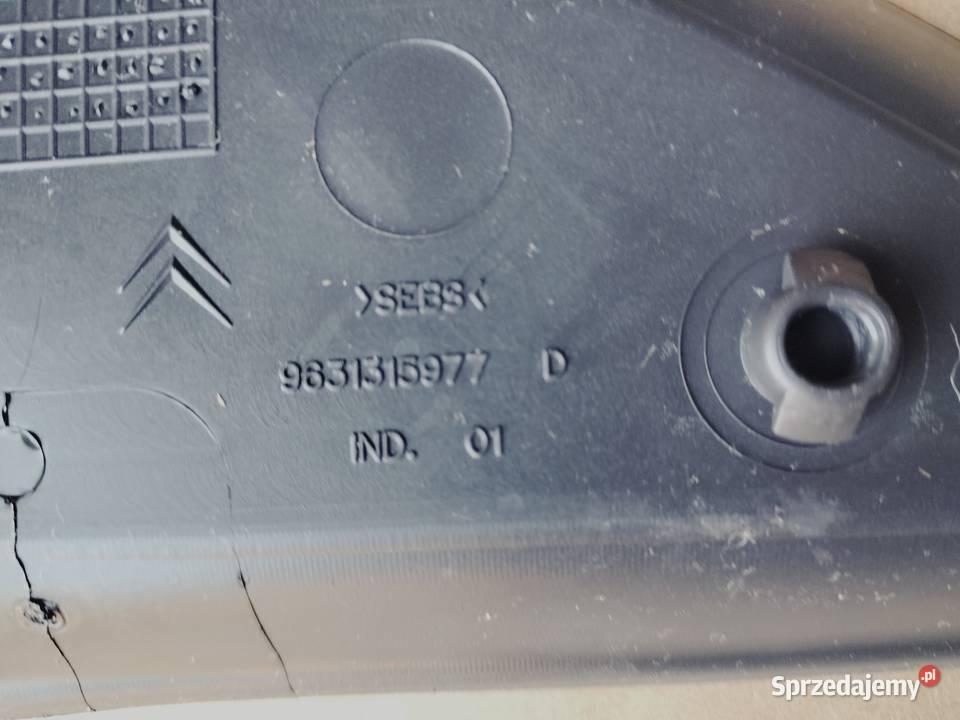 >SEBS<
9631315977 D
IND. 01
Sprzedajemy.pl